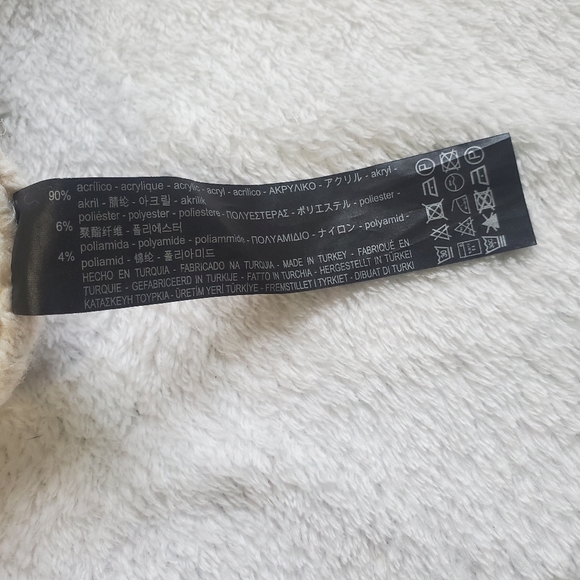 90% acrílico - acrylique - acrylic - acryl - acrilico - ΑΚΡΥΛΙΚΟ - アクリル - akryl -
akril - 腈纶 - 아크릴 - akrilik
poliéster - polyester - poliestere - ΠΟΛΥΕΣΤΕΡΑΣ - ポリエステル - poliester -
6% 聚酯纤维 - 폴리에스터
poliamida - polyamide - poliammide - ΠΟΛΥΑΜΙΔΙΟ - ナイロン - polyamid -
4% poliamid - 锦纶 - 폴리아미드
HECHO EN TURQUIA - FABRICADO NA TURQUIA - MADE IN TURKEY - FABRIQUÉ EN
TURQUIE - GEFABRICEERD IN TURKIJE - FATTO IN TURCHIA - HERGESTELLT IN TÜRKEI
ΚΑΤΑΣΚΕΥΗ ΤΟΥΡΚΙΑ - ÜRETİM YERİ TÜRKİYE - FREMSTILLET I TYRKIET - DIBUAT DI TURKI